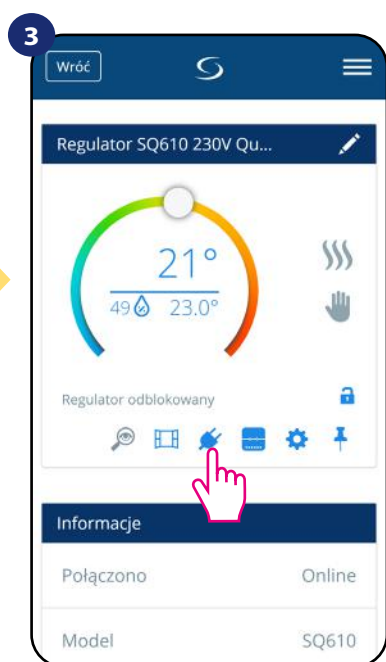 3
Wróć
Regulator SQ610 230V Qu...
21°
49 23.0°
Regulator odblokowany
Informacje
Połączono Online
Model SQ610